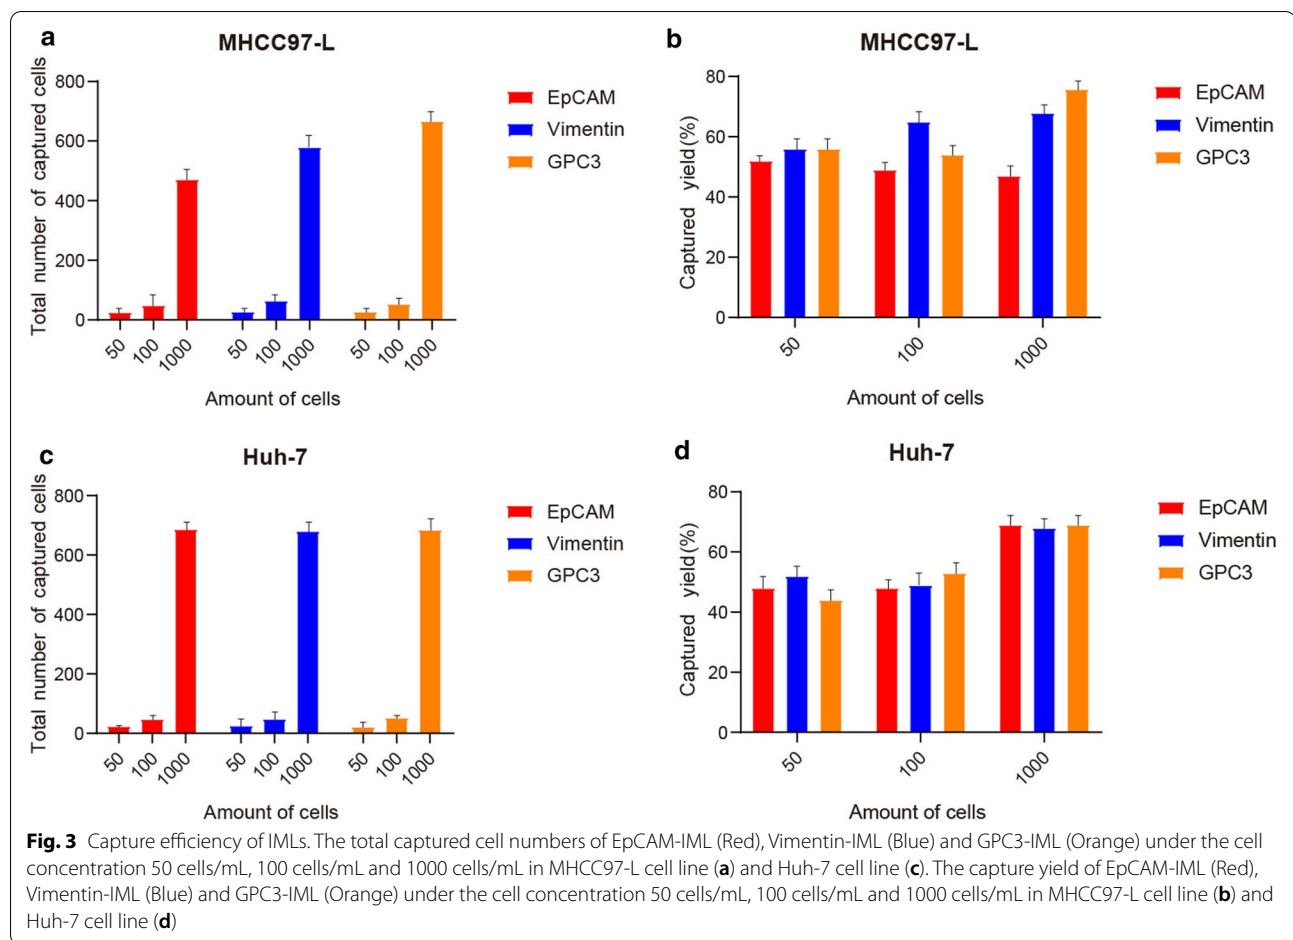 a
MHCC97-L
Total number of captured cells
800
600
400
200
0
50 100 1000 50 100 1000 50 100 1000
Amount of cells
EpCAM
Vimentin
GPC3
b
MHCC97-L
Captured yield(%)
80
60
40
20
0
50 100 1000
Amount of cells
EpCAM
Vimentin
GPC3
c
Huh-7
Total number of captured cells
800
600
400
200
0
50 100 1000 50 100 1000 50 100 1000
Amount of cells
EpCAM
Vimentin
GPC3
d
Huh-7
Captured yield(%)
80
60
40
20
0
50 100 1000
Amount of cells
EpCAM
Vimentin
GPC3
Fig. 3 Capture efficiency of IMLs. The total captured cell numbers of EpCAM-IML (Red), Vimentin-IML (Blue) and GPC3-IML (Orange) under the cell
concentration 50 cells/mL, 100 cells/mL and 1000 cells/mL in MHCC97-L cell line (a) and Huh-7 cell line (c). The capture yield of EpCAM-IML (Red),
Vimentin-IML (Blue) and GPC3-IML (Orange) under the cell concentration 50 cells/mL, 100 cells/mL and 1000 cells/mL in MHCC97-L cell line (b) and
Huh-7 cell line (d)